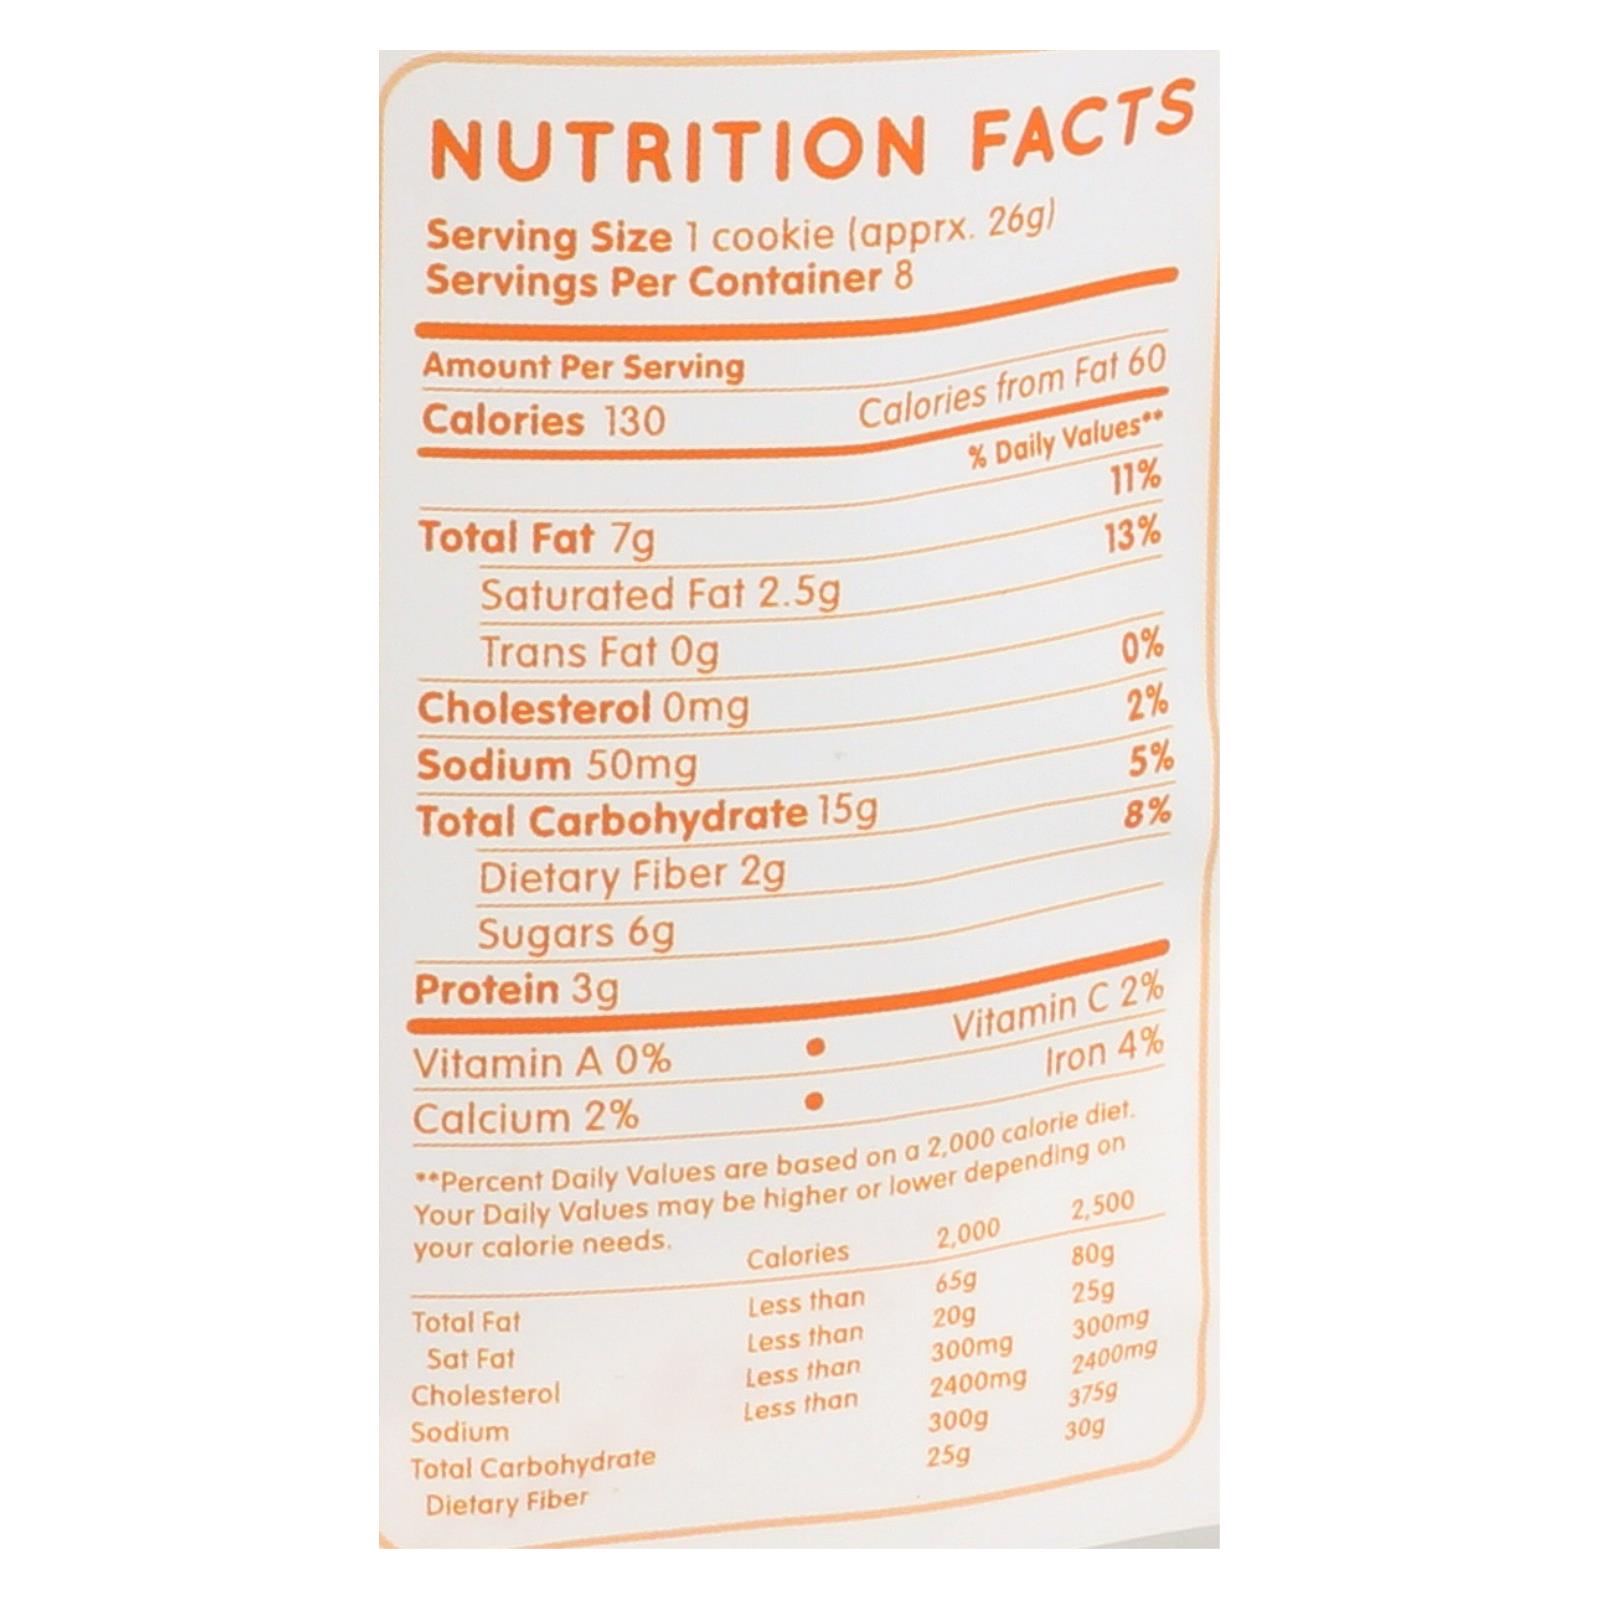 NUTRITION FACTS
Serving Size 1 cookie (apprx. 26g)
Servings Per Container 8
Amount Per Serving
Calories 130 Calories from Fat 60
% Daily Values**
Total Fat 7g 11%
Saturated Fat 2.5g 13%
Trans Fat 0g
Cholesterol 0mg 0%
Sodium 50mg 2%
Total Carbohydrate 15g 5%
Dietary Fiber 2g 8%
Sugars 6g
Protein 3g
Vitamin A 0% • Vitamin C 2%
Calcium 2% • Iron 4%
**Percent Daily Values are based on a 2,000 calorie diet.
Your Daily Values may be higher or lower depending on
your calorie needs.
Calories 2,000 2,500
Total Fat Less than 65g 80g
Sat Fat Less than 20g 25g
Cholesterol Less than 300mg 300mg
Sodium Less than 2400mg 2400mg
Total Carbohydrate 300g 375g
Dietary Fiber 25g 30g